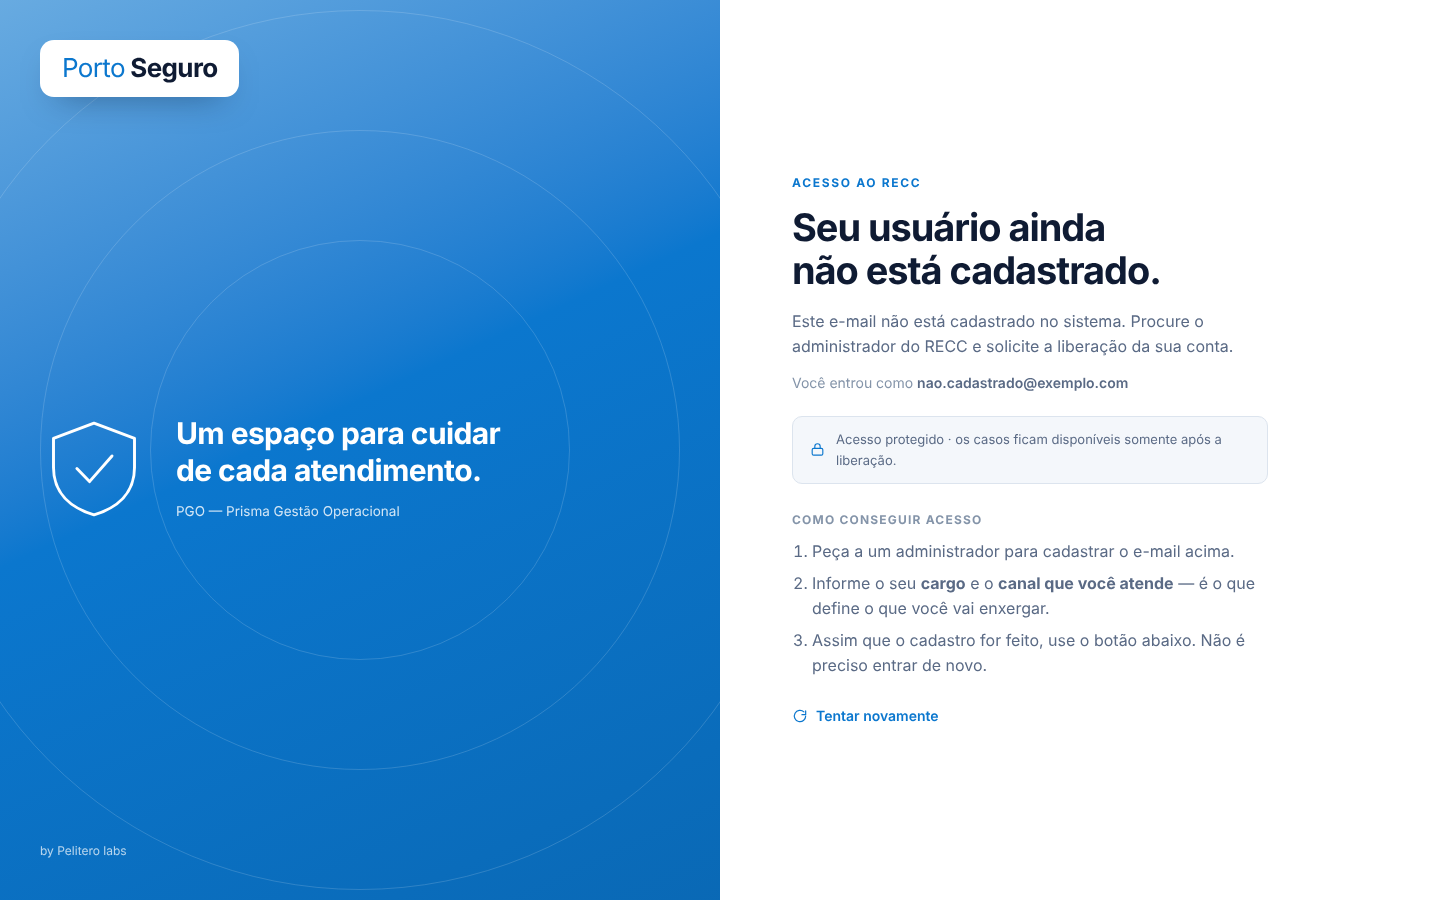 Porto Seguro
Um espaço para cuidar
de cada atendimento.
PGO — Prisma Gestão Operacional
by Pelitero labs
ACESSO AO RECC
Seu usuário ainda
não está cadastrado.
Este e-mail não está cadastrado no sistema. Procure o
administrador do RECC e solicite a liberação da sua conta.
Você entrou como nao.cadastrado@exemplo.com
Acesso protegido · os casos ficam disponíveis somente após a
liberação.
COMO CONSEGUIR ACESSO
1. Peça a um administrador para cadastrar o e-mail acima.
2. Informe o seu cargo e o canal que você atende — é o que
define o que você vai enxergar.
3. Assim que o cadastro for feito, use o botão abaixo. Não é
preciso entrar de novo.
Tentar novamente